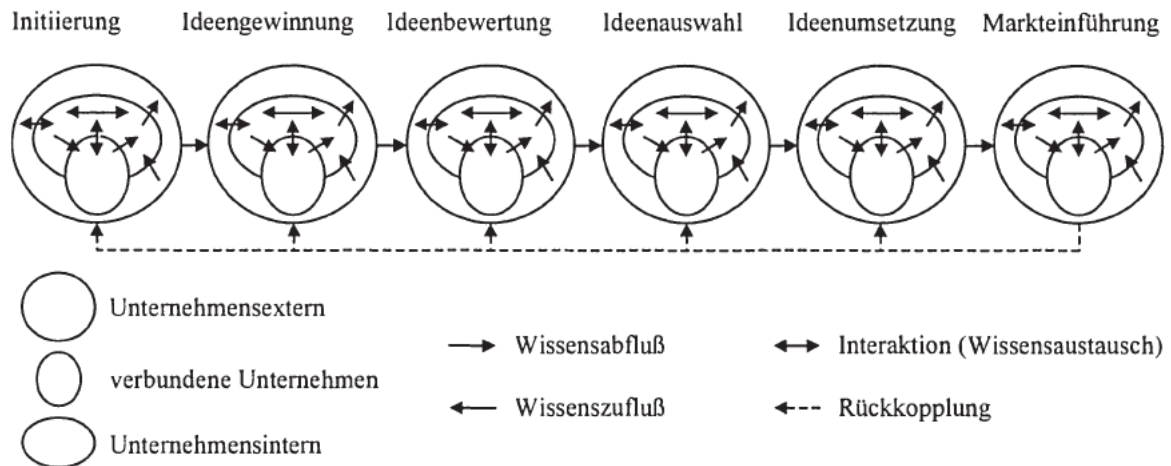 Initiierung Ideengewinnung Ideenbewertung Ideenauswahl Ideenumsetzung Markteinführung
Unternehmensextern
verbundene Unternehmen
Unternehmensintern
Wissensabfluß
Wissenszufluß
Interaktion (Wissensaustausch)
Rückkopplung